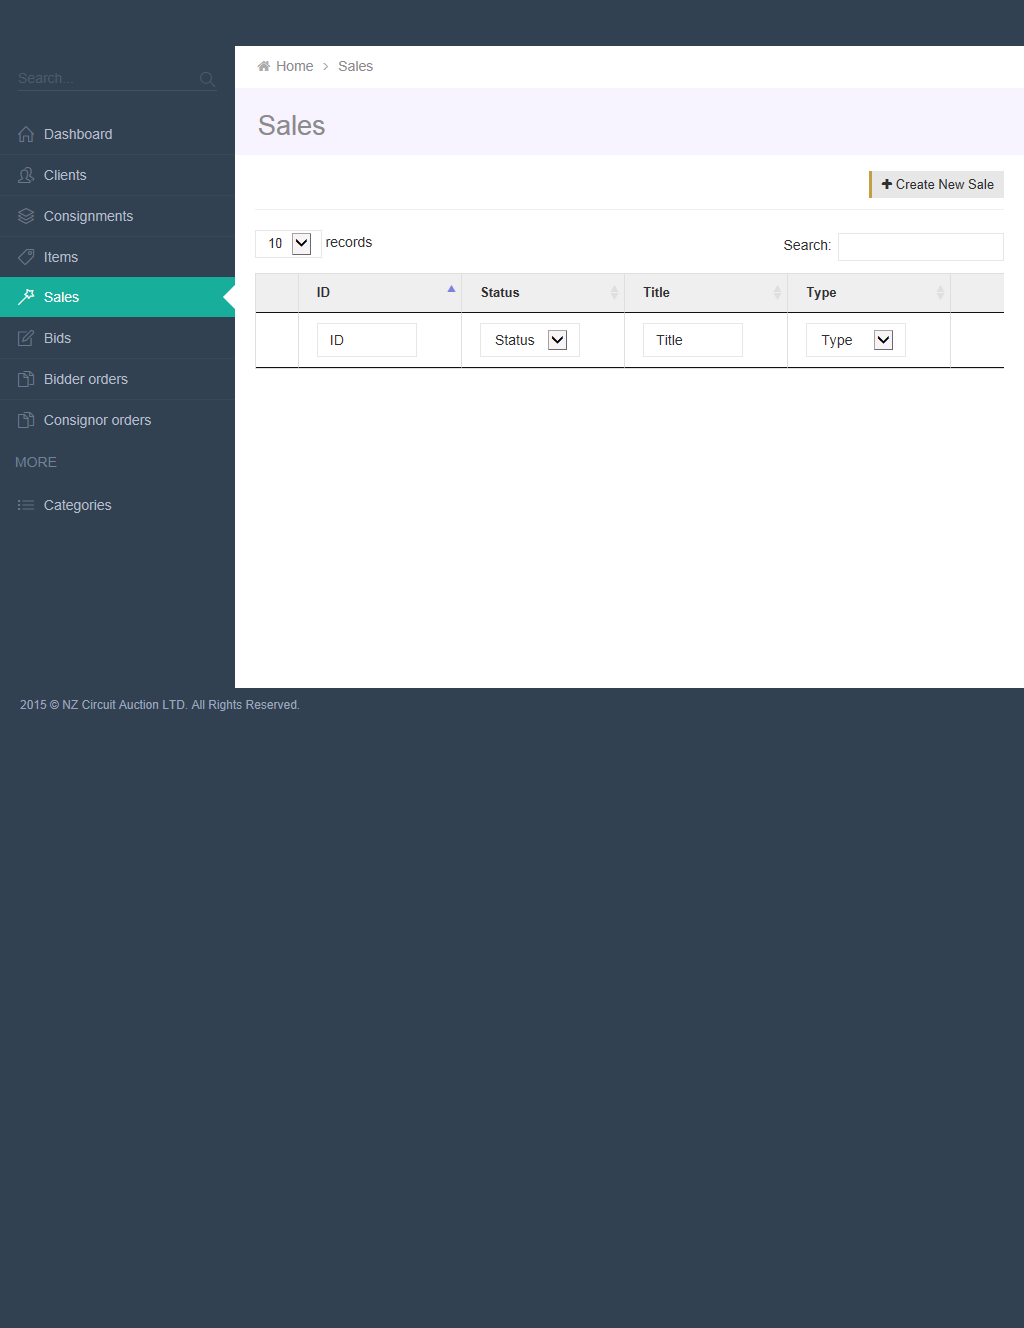 Home > Sales
Search...
Sales
Dashboard
Clients
Consignments
Items
Sales
Bids
Bidder orders
Consignor orders
MORE
Categories
Create New Sale
10 records
Search:
ID Status Title Type
ID Status Title Type
2015 © NZ Circuit Auction LTD. All Rights Reserved.